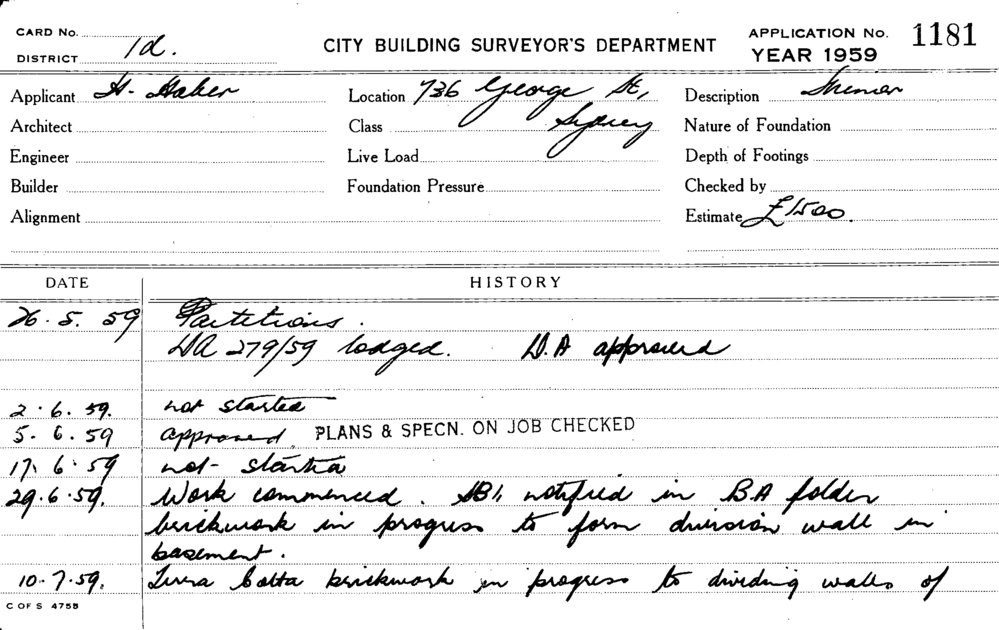 CARD No.
DISTRICT 1d.
CITY BUILDING SURVEYOR'S DEPARTMENT
APPLICATION No. 1181
YEAR 1959
Applicant H. Location 736 George St., Description
Architect Class Sydney Nature of Foundation
Engineer Live Load Depth of Footings
Builder Foundation Pressure Checked by
Alignment Estimate £1500.
DATE HISTORY
26.5.59 Partitions.
DA 279/59 lodged. D.A approved
2.6.59. not started
5.6.59 approved. PLANS & SPECN. ON JOB CHECKED
17.6.59 not started
29.6.59. Work commenced. notified in B.A folder
brickwork in progress to form division wall in
basement.
10.7.59. Terra Cotta brickwork in progress to dividing walls of
C OF S 475B